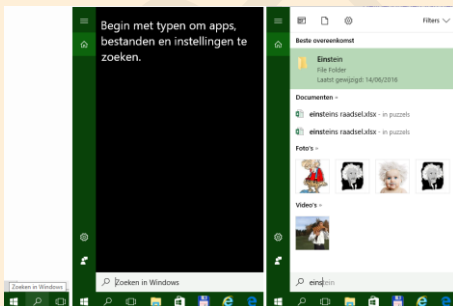 Zoeken in Windows
Begin met typen om apps,
bestanden en instellingen te
zoeken.
Zoeken in Windows
Filters
Beste overeenkomst
Einstein
File Folder
Laatst gewijzigd: 14/06/2016
Documenten >
einsteins raadsel.xlsx - in puzzels
einsteins raadsel.xlsx - in puzzels
Foto's >
Video's >
einstein